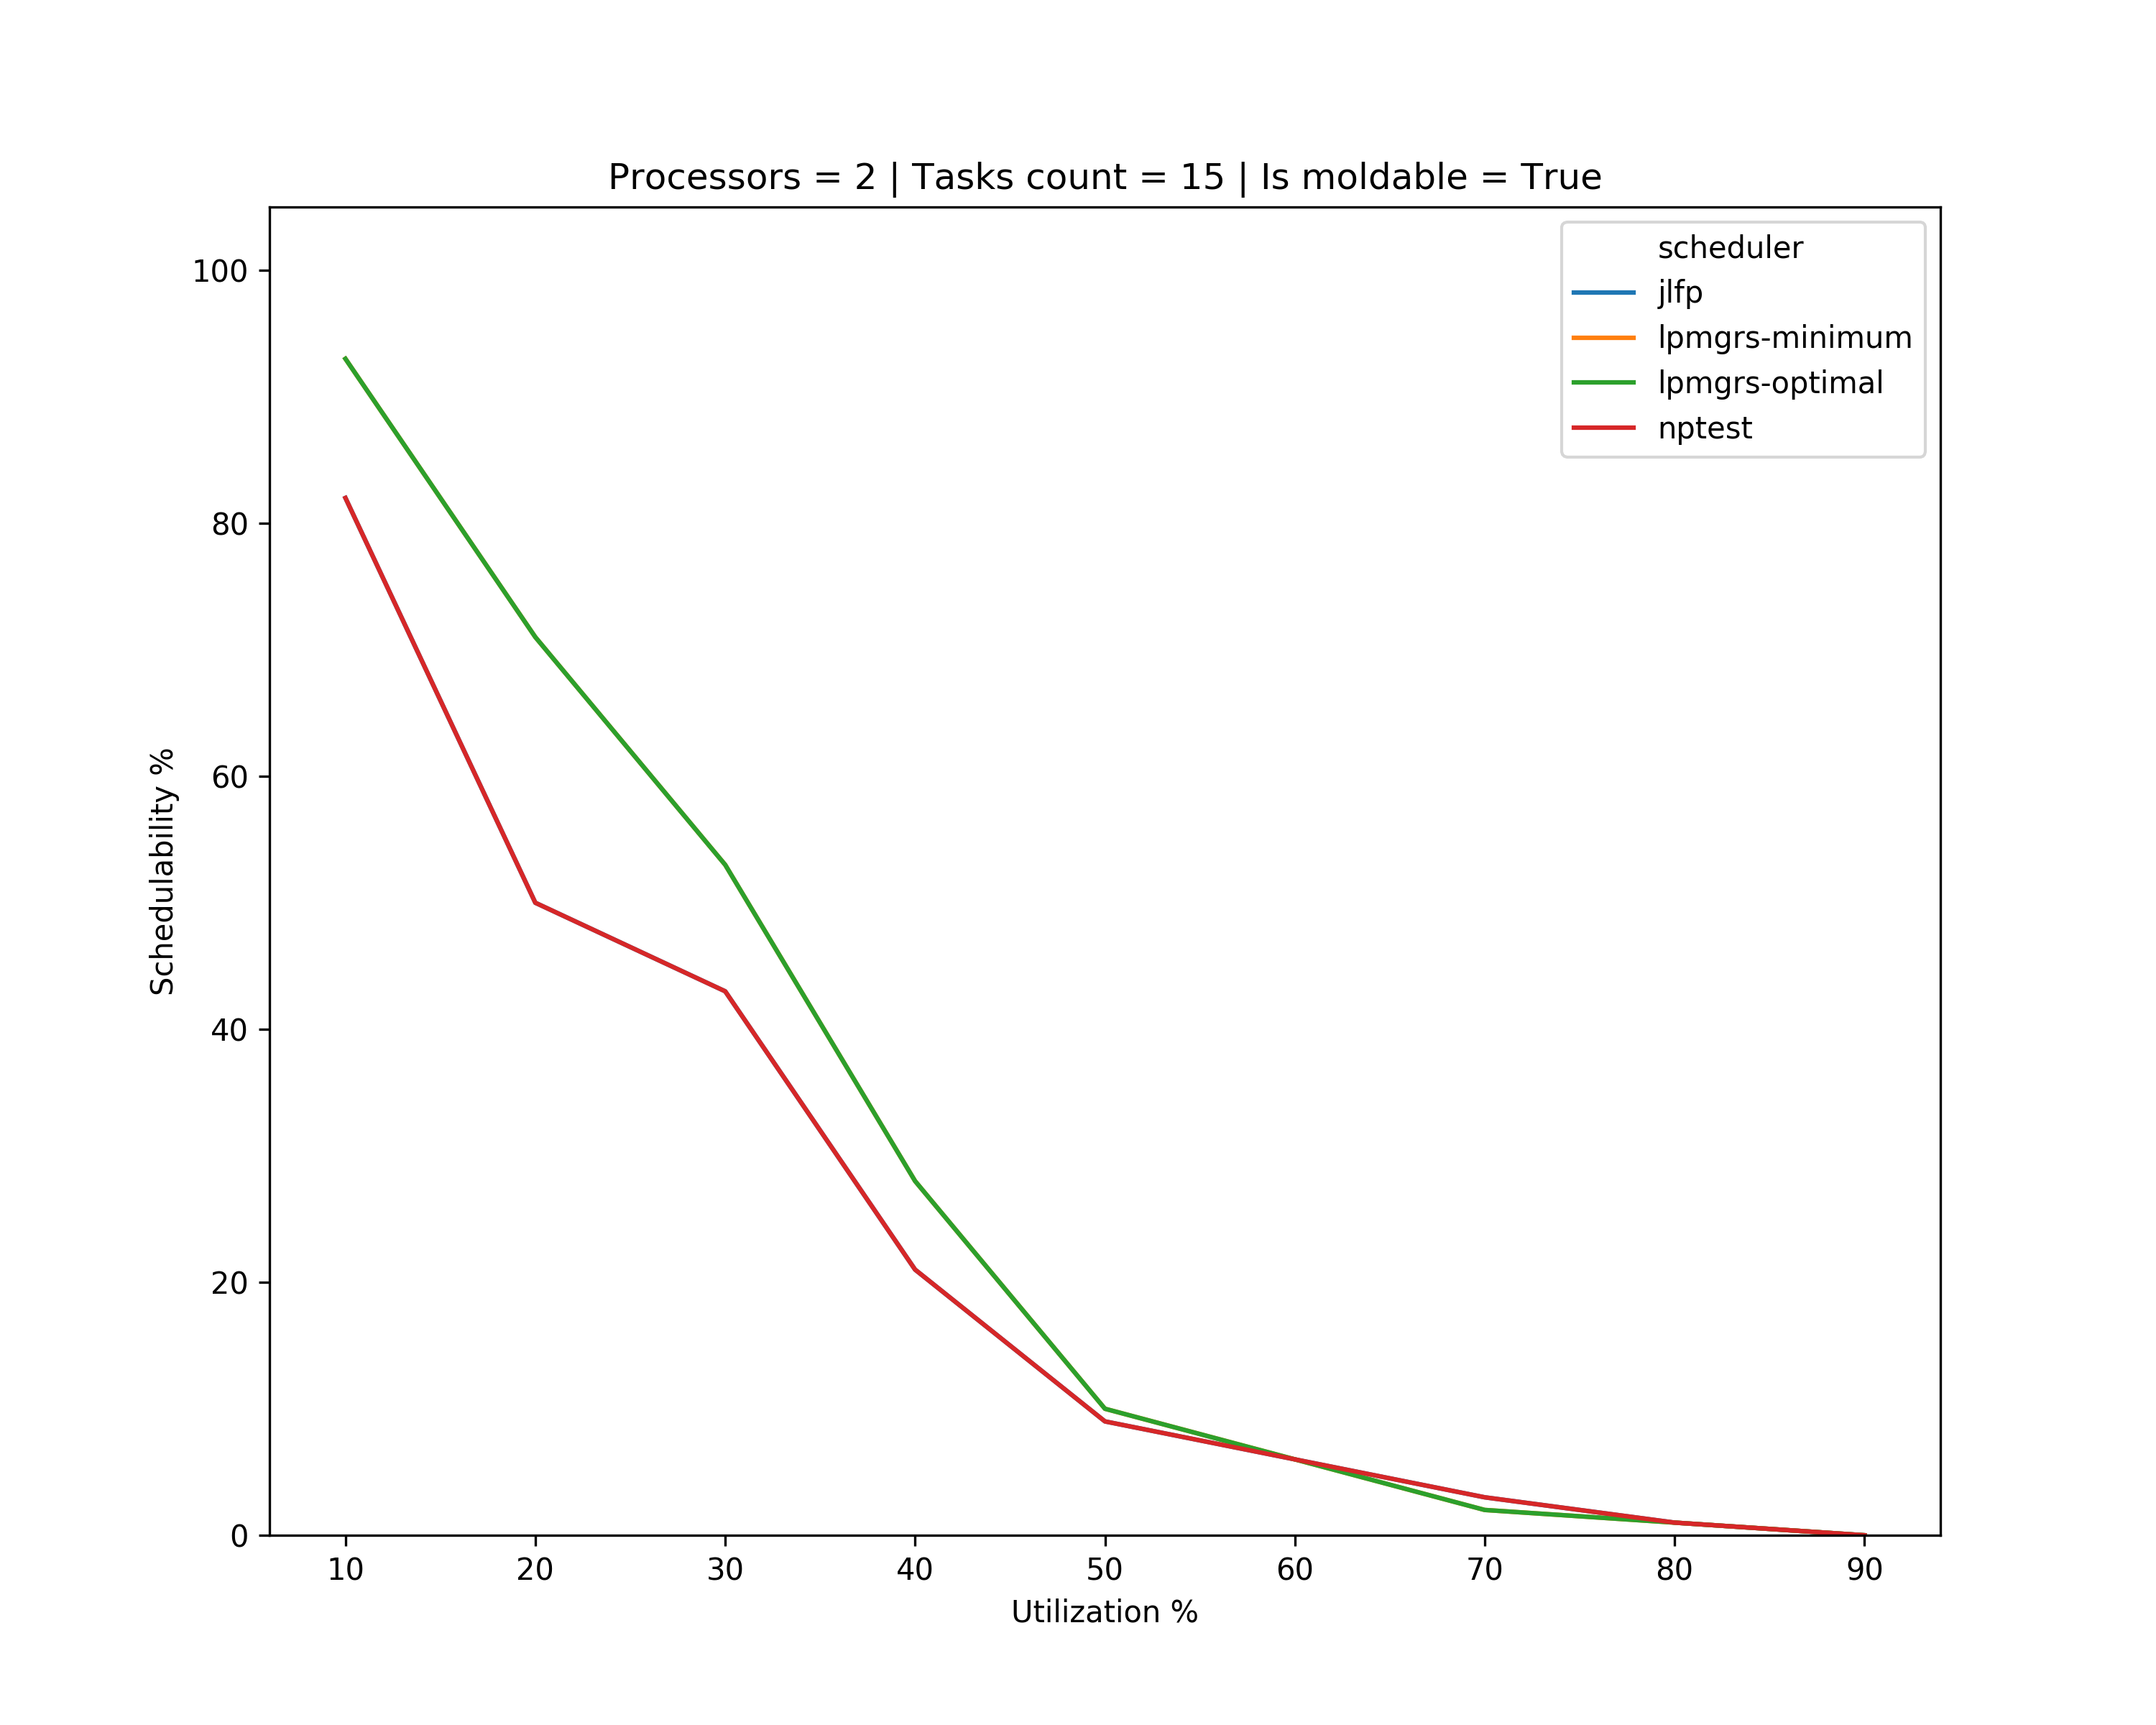 Processors = 2 | Tasks count = 15 | Is moldable = True
scheduler
jlfp
lpmgrs-minimum
lpmgrs-optimal
nptest
Schedulability %
100
80
60
40
20
0
10 20 30 40 50 60 70 80 90
Utilization %